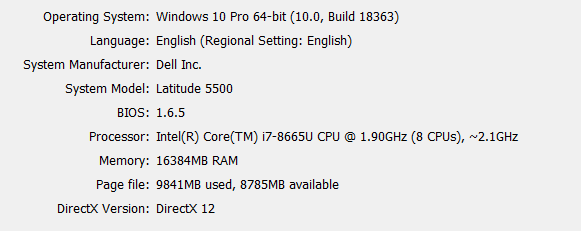 Operating System: Windows 10 Pro 64-bit (10.0, Build 18363)
Language: English (Regional Setting: English)
System Manufacturer: Dell Inc.
System Model: Latitude 5500
BIOS: 1.6.5
Processor: Intel(R) Core(TM) i7-8665U CPU @ 1.90GHz (8 CPUs), ~2.1GHz
Memory: 16384MB RAM
Page file: 9841MB used, 8785MB available
DirectX Version: DirectX 12